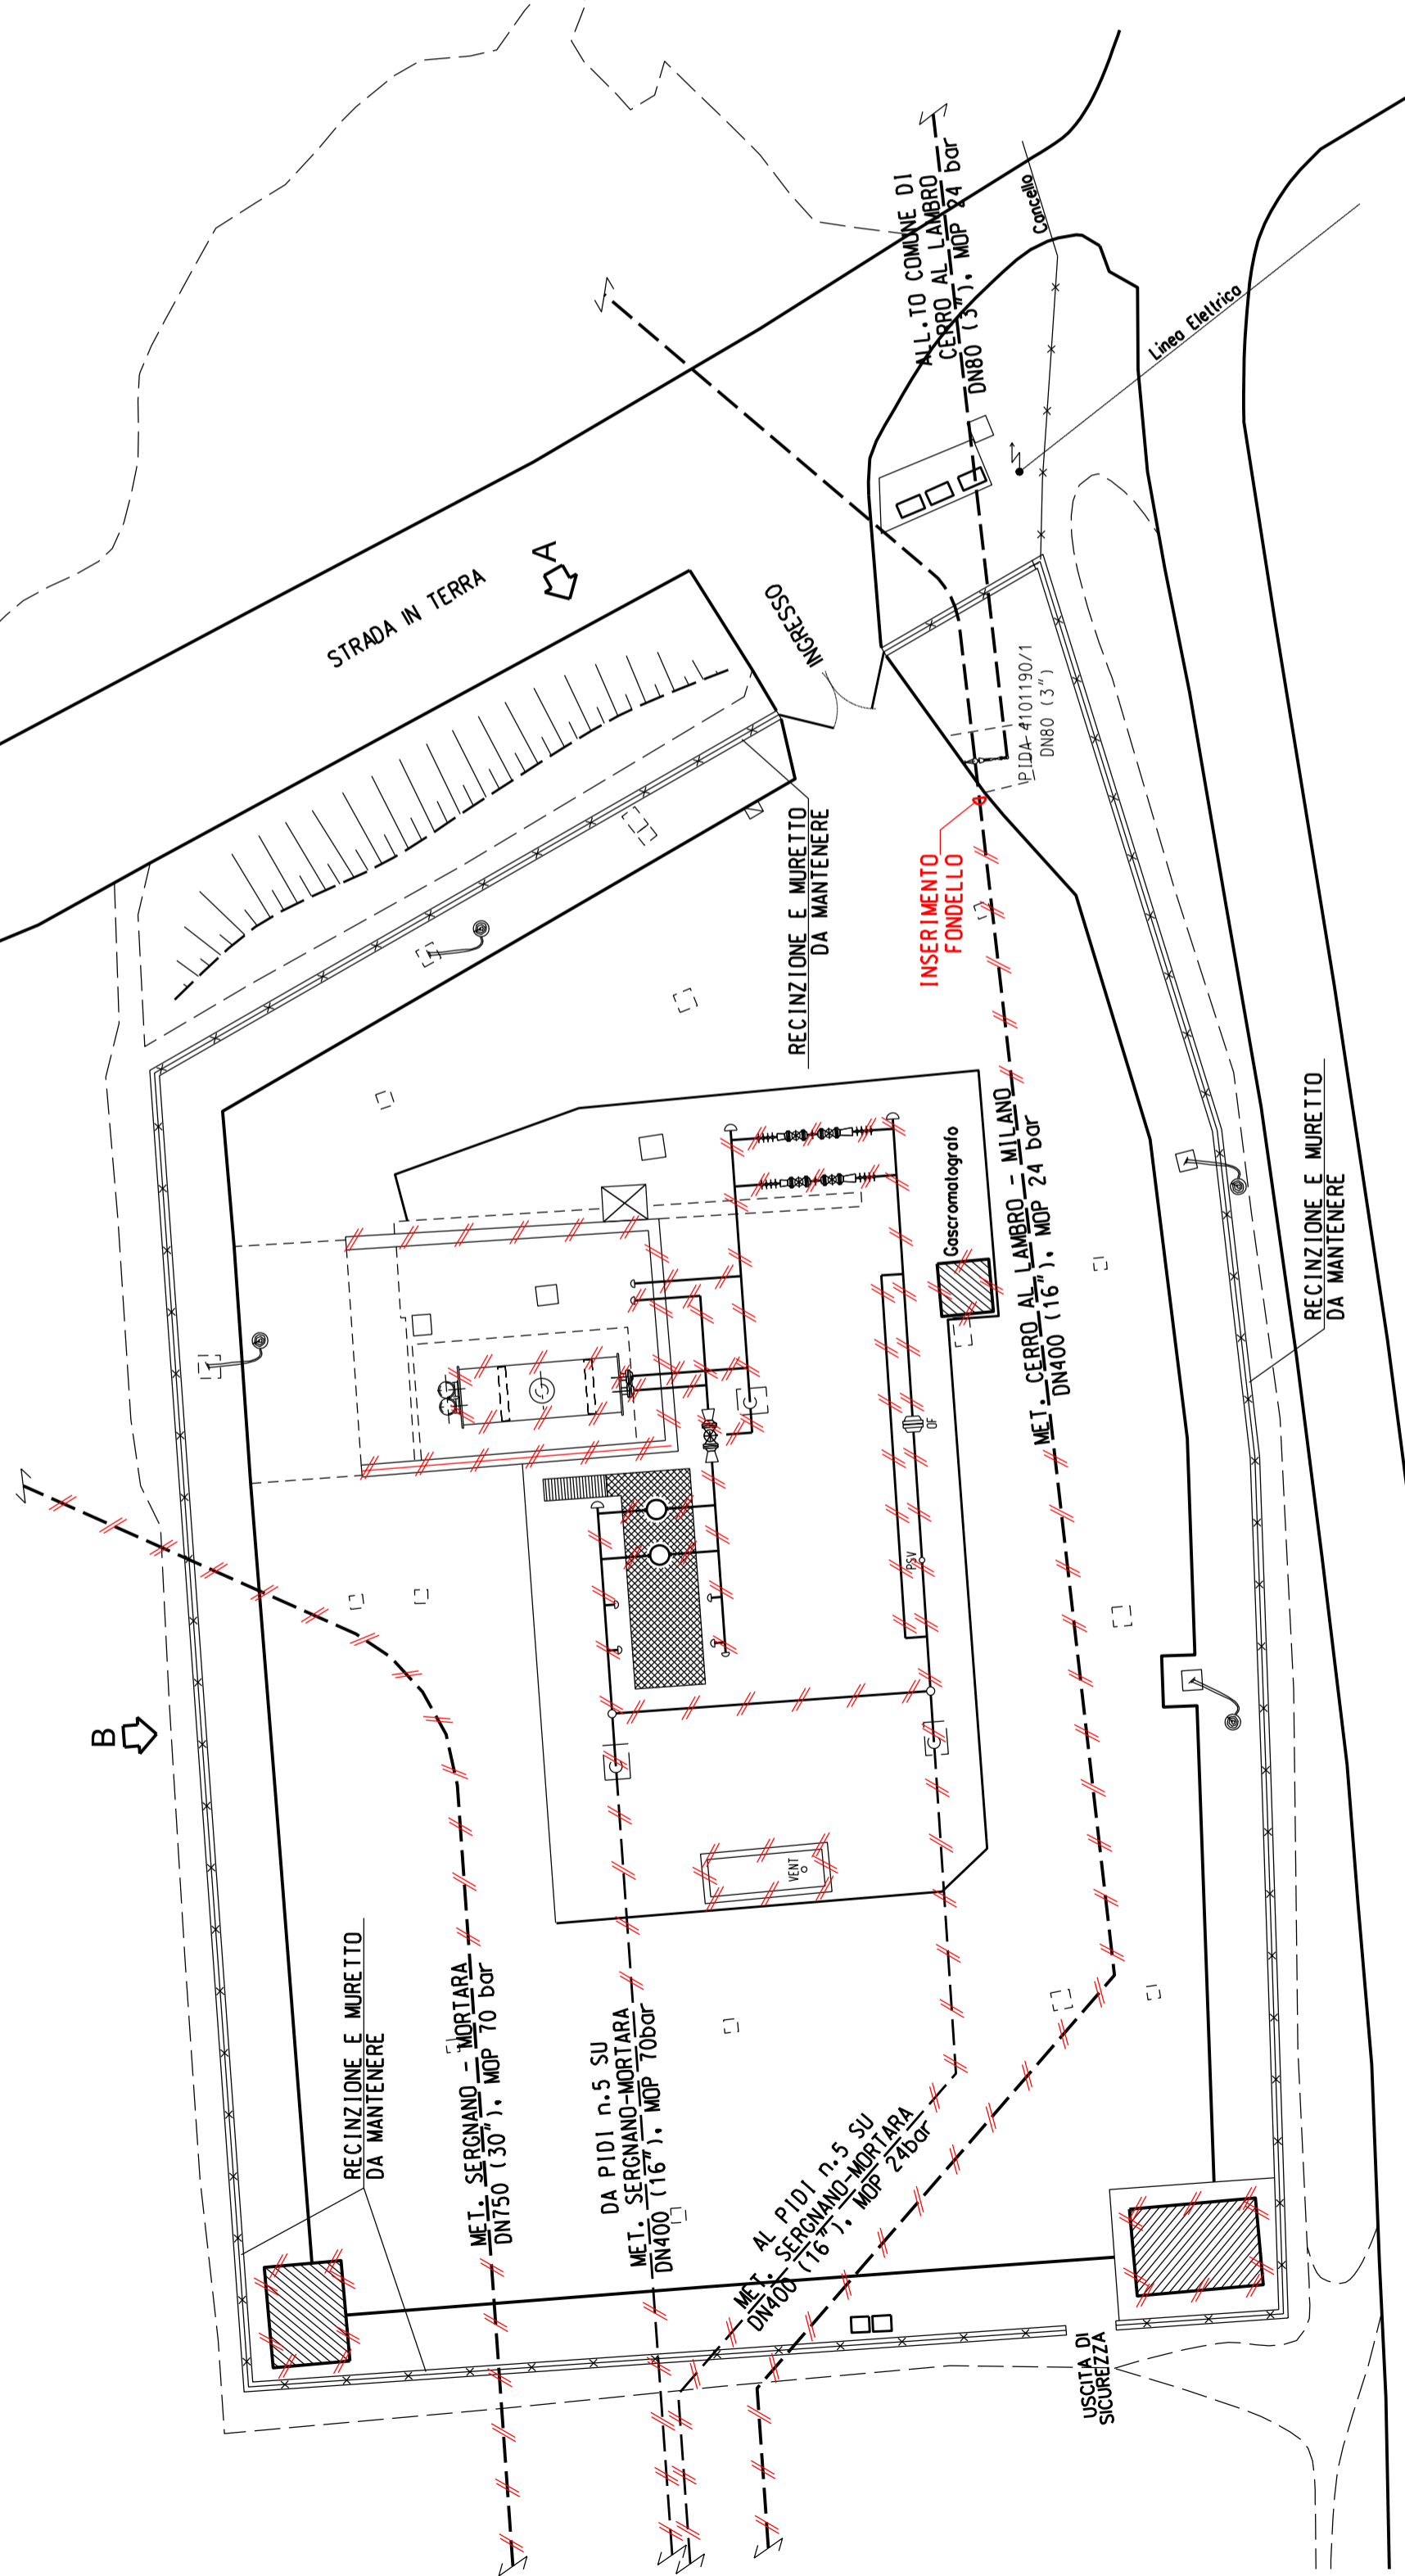 ALL.TO COMUNE DI
CERRO AL LAMBRO
DN80 (3"), MOP 24 bar
Cancello
Linea Elettrica
STRADA IN TERRA
A
INGRESSO
PIDA 4101190/1
DN80 (3")
INSERIMENTO
FONDELLO
RECINZIONE E MURETTO
DA MANTENERE
Gascromatografo
MET. CERRO AL LAMBRO - MILANO
DN400 (16"), MOP 24 bar
RECINZIONE E MURETTO
DA MANTENERE
OF
PSV
B
VENT
RECINZIONE E MURETTO
DA MANTENERE
MET. SERGNANO - MORTARA
DN750 (30"), MOP 70 bar
DA PIDI n.5 SU
MET. SERGNANO-MORTARA
DN400 (16"), MOP 70bar
AL PIDI n.5 SU
MET. SERGNANO-MORTARA
DN400 (16"), MOP 24bar
USCITA DI
SICUREZZA